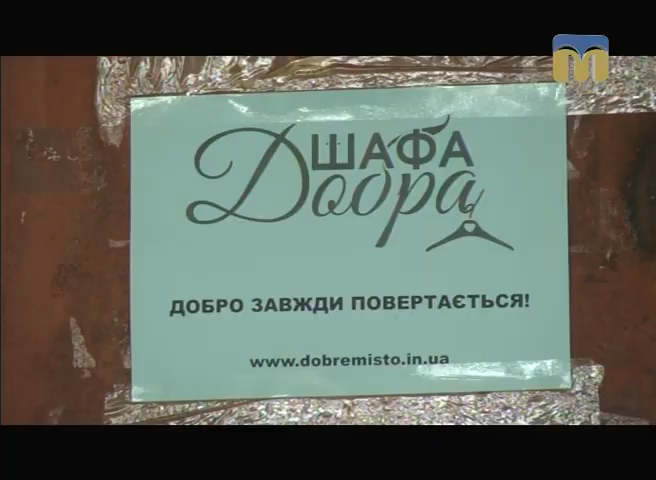 ШАФА
Добра
ДОБРО ЗАВЖДИ ПОВЕРТАЄТЬСЯ!
www.dobremisto.in.ua